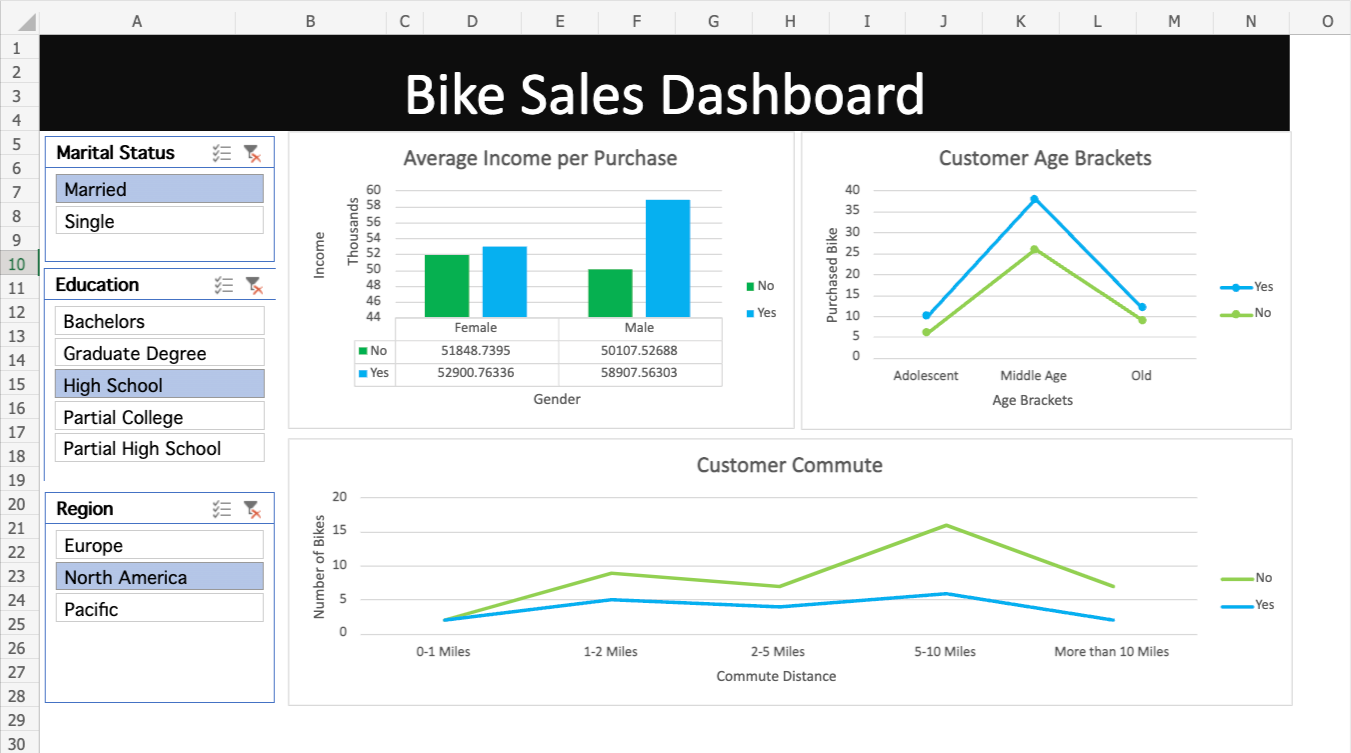 A B C D E F G H I J K L M N O
1
2
3
4
5
6
7
8
9
10
11
12
13
14
15
16
17
18
19
20
21
22
23
24
25
26
27
28
29
30
Bike Sales Dashboard
Marital Status
Married
Single
Education
Bachelors
Graduate Degree
High School
Partial College
Partial High School
Region
Europe
North America
Pacific
Average Income per Purchase
Income
Thousands
60
58
56
54
52
50
48
46
44
Female Male
No 51848.7395 50107.52688
Yes 52900.76336 58907.56303
Gender
No
Yes
Customer Age Brackets
Purchased Bike
40
35
30
25
20
15
10
5
0
Adolescent Middle Age Old
Age Brackets
Yes
No
Customer Commute
Number of Bikes
20
15
10
5
0
0-1 Miles 1-2 Miles 2-5 Miles 5-10 Miles More than 10 Miles
Commute Distance
No
Yes